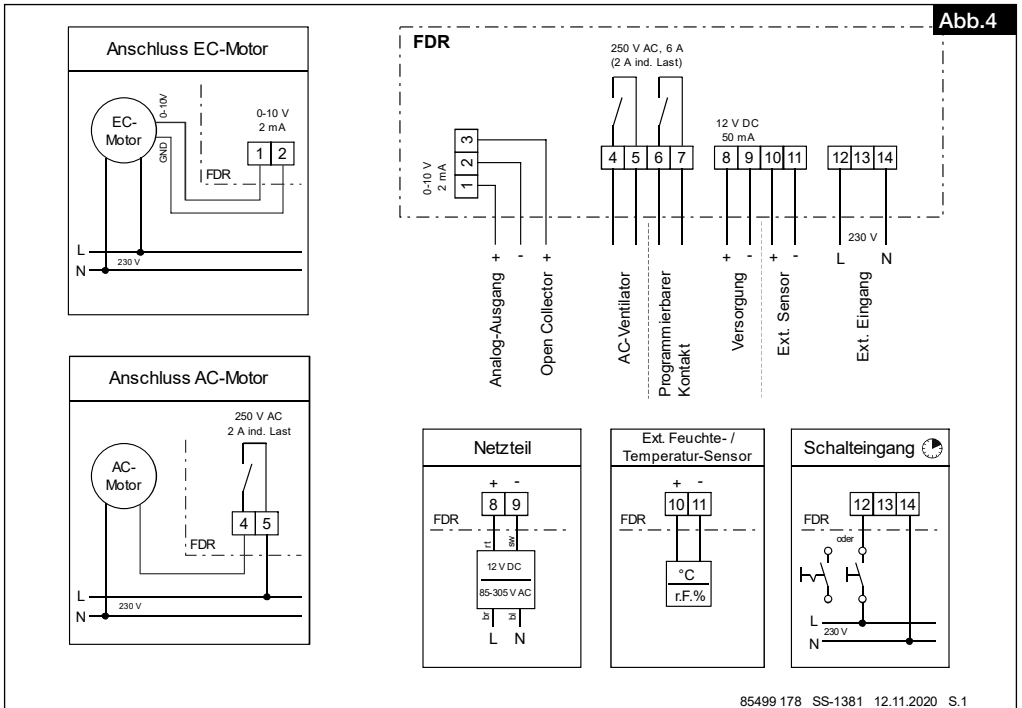 Abb.4
Anschluss EC-Motor
EC-
Motor
0-10V
GND
0-10 V
2 mA
1 2
FDR
L
N
230 V
Anschluss AC-Motor
250 V AC
2 A ind. Last
AC-
Motor
4 5
FDR
L
N
230 V
FDR
250 V AC, 6 A
(2 A ind. Last)
12 V DC
50 mA
0-10 V
2 mA
1 2 3
4 5 6 7
8 9 10 11
12 13 14
230 V
+ - +
+ - + -
L N
Analog-Ausgang
Open Collector
AC-Ventilator
Programmierbarer
Kontakt
Versorgung
Ext. Sensor
Ext. Eingang
Netzteil
+ -
8 9
FDR
rt sw
12 V DC
85-305 V AC
br bl
L N
Ext. Feuchte- /
Temperatur-Sensor
+ -
10 11
FDR
°C
r.F.%
Schalteingang
12 13 14
FDR
oder
L
230 V
N
85499 178 SS-1381 12.11.2020 S.1